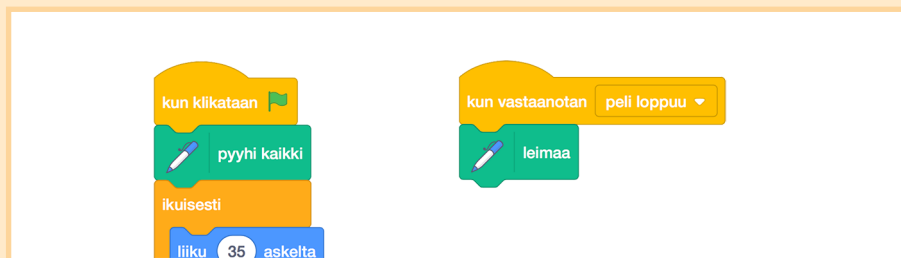 kun klikataan
pyyhi kaikki
ikuisesti
liiku 35 askelta
kun vastaanotan peli loppuu
leimaa